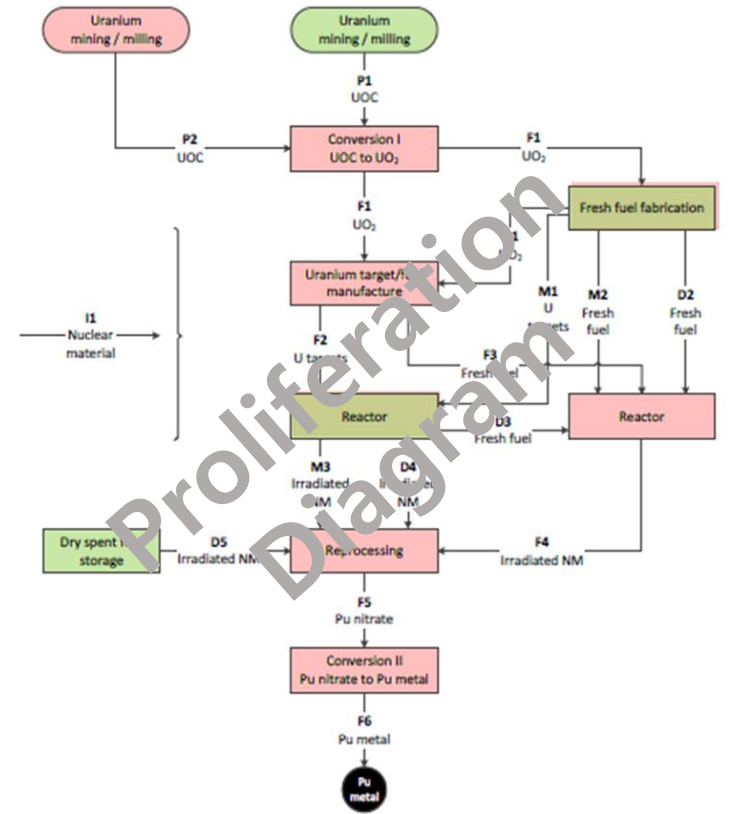 Uranium
mining / milling
Uranium
mining / milling
P1
UOC
P2
UOC
Conversion I
UOC to UO₂
F1
UO₂
F1
UO₂
Fresh fuel fabrication
Uranium
manufacture
I1
Nuclear
material
M1
U
M2
Fresh
fuel
D2
Fresh
fuel
F2
U targets
F3
Fresh
Reactor
Reactor
D3
Fresh fuel
M3
Irradiated
NM
D4
NM
Dry spent
storage
D5
Irradiated NM
Reprocessing
F4
Irradiated NM
F5
Pu nitrate
Conversion II
Pu nitrate to Pu metal
F6
Pu metal
Pu
metal
Proliferation
Diagram